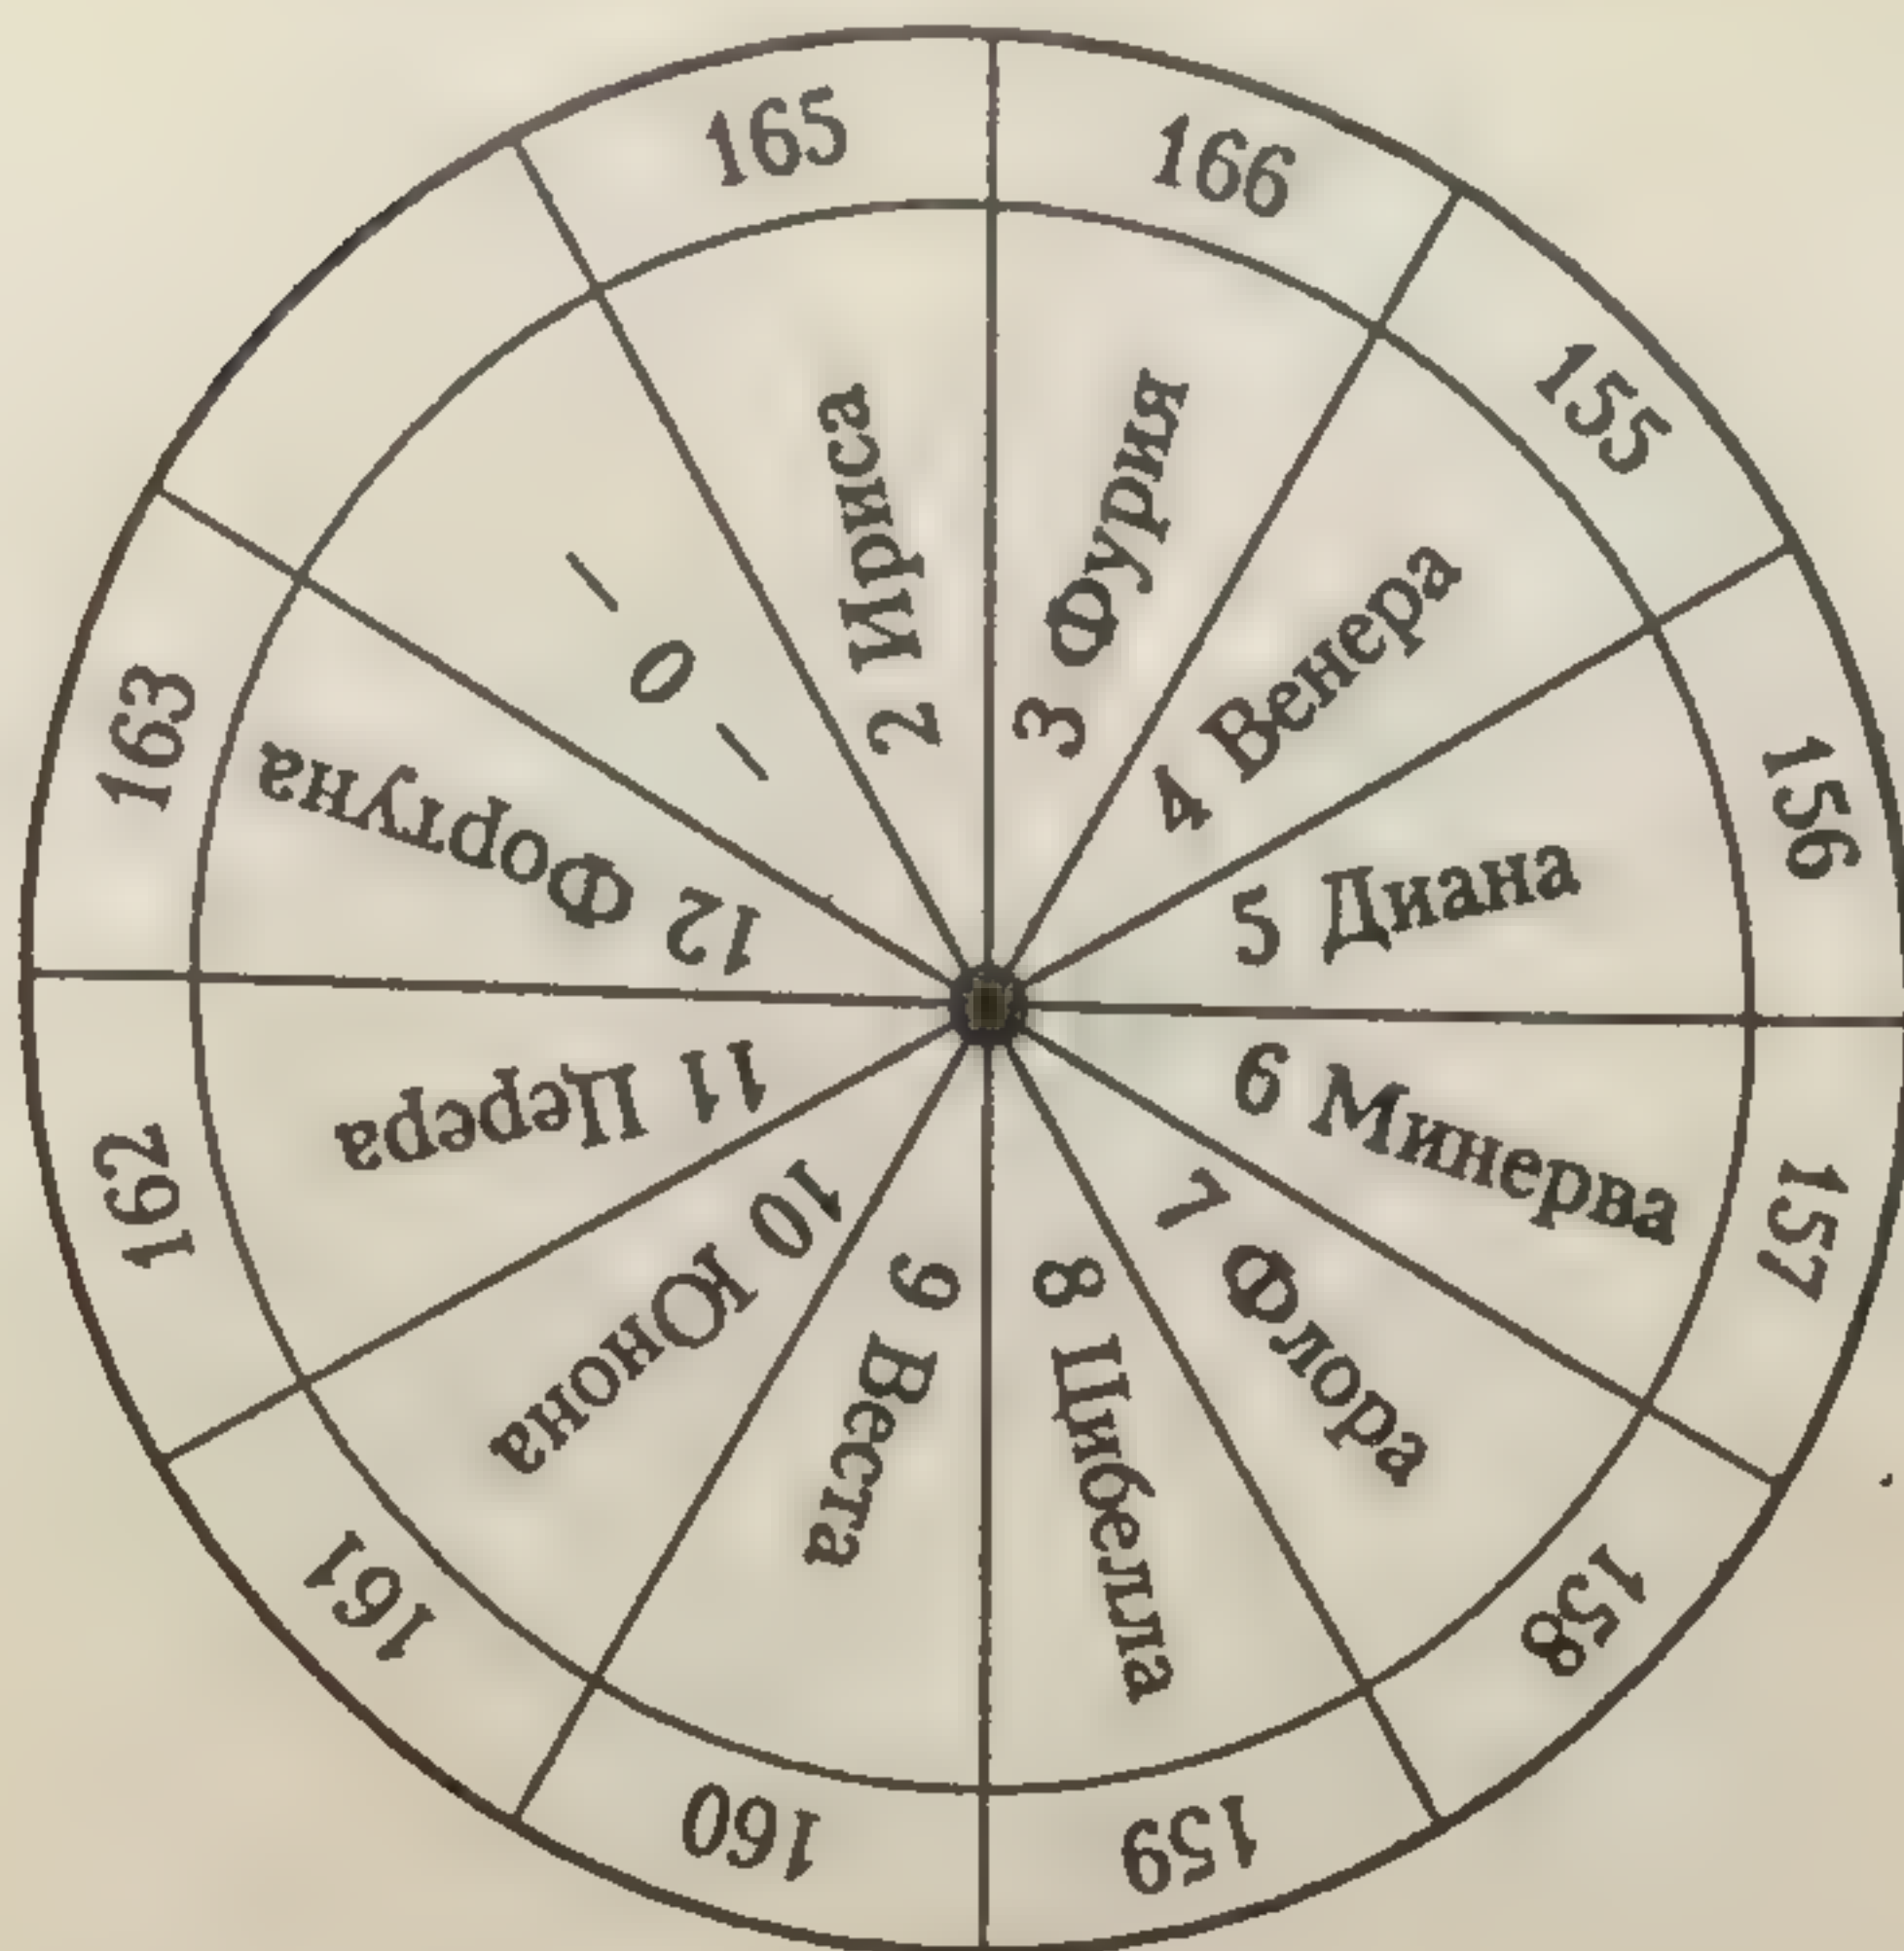 165
166
155
156
157
158
159
160
161
162
163
– 0 –
2 Ириса
3 Фурия
4 Венера
5 Диана
6 Минерва
7 Флора
8 Цибелла
9 Веста
10 Юнона
11 Церера
12 Фортуна